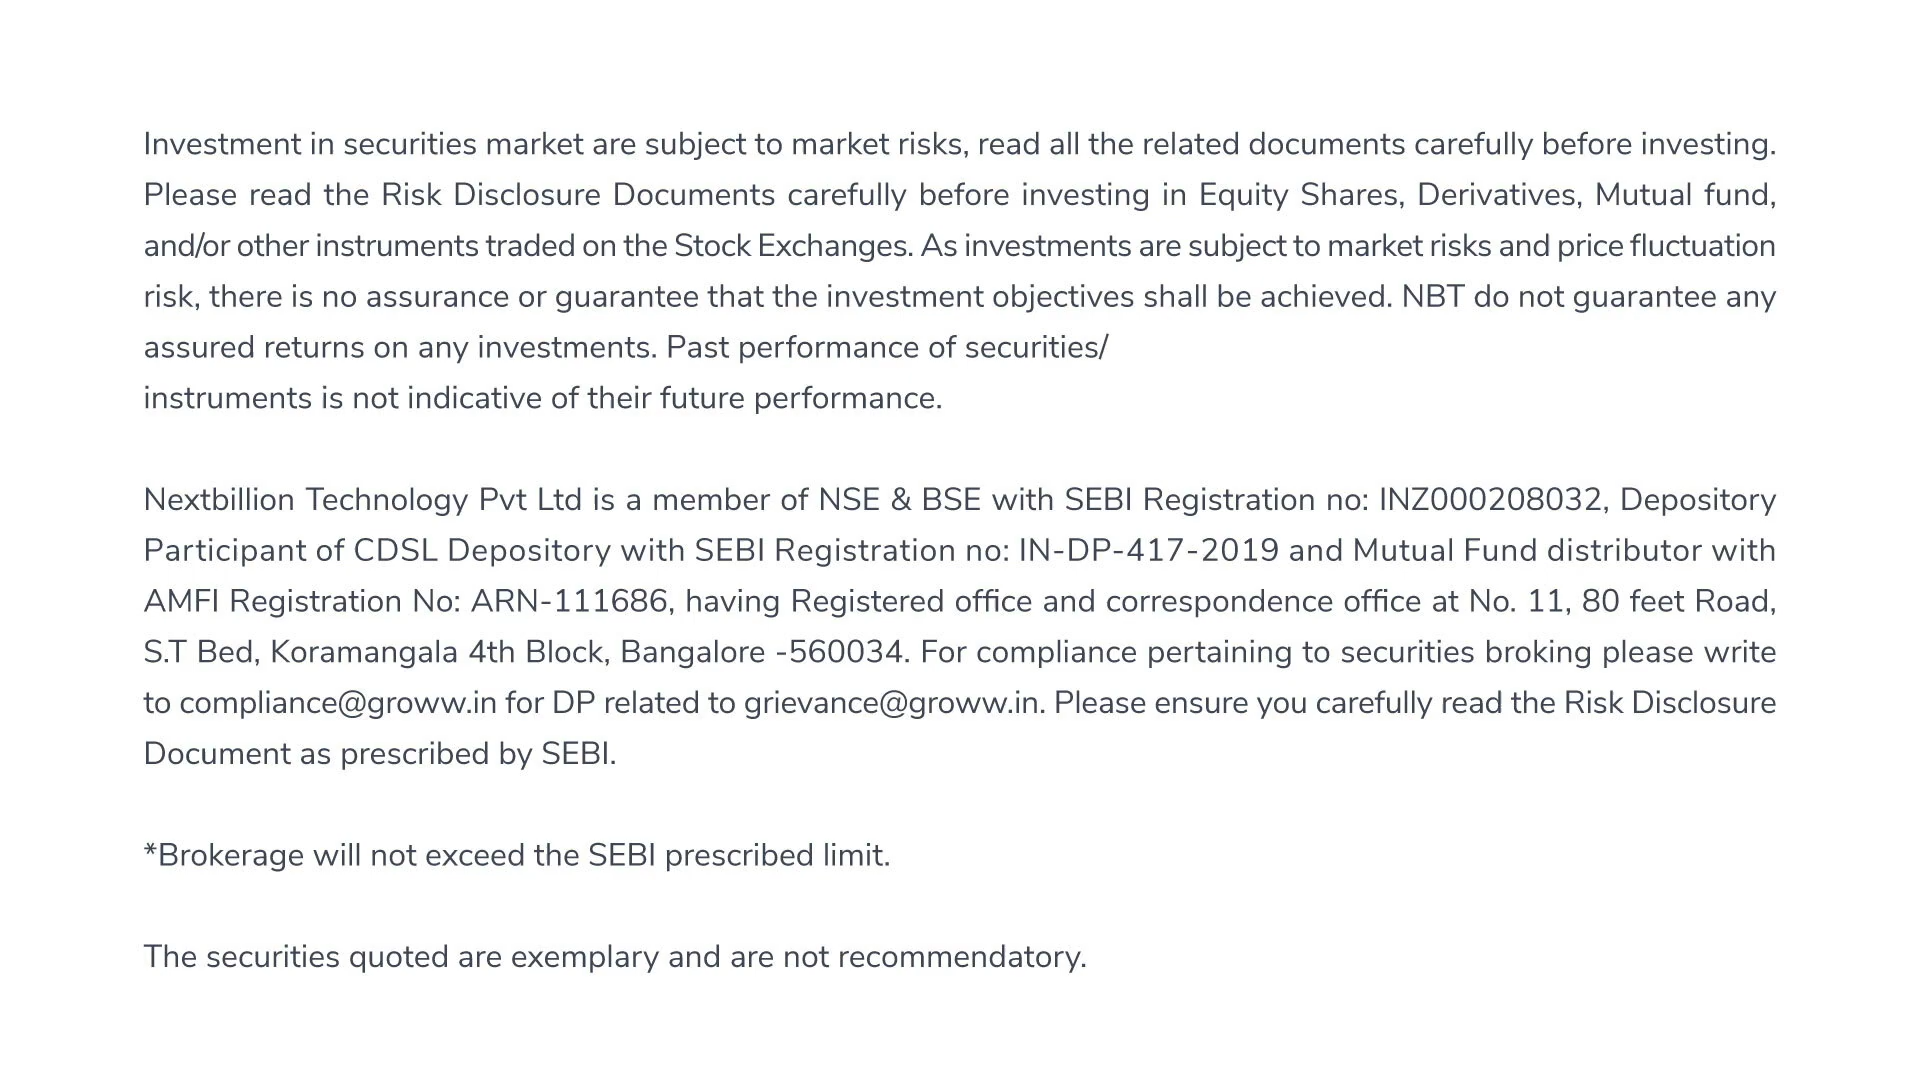 Investment in securities market are subject to market risks, read all the related documents carefully before investing.
Please read the Risk Disclosure Documents carefully before investing in Equity Shares, Derivatives, Mutual fund,
and/or other instruments traded on the Stock Exchanges. As investments are subject to market risks and price fluctuation
risk, there is no assurance or guarantee that the investment objectives shall be achieved. NBT do not guarantee any
assured returns on any investments. Past performance of securities/
instruments is not indicative of their future performance.
Nextbillion Technology Pvt Ltd is a member of NSE & BSE with SEBI Registration no: INZ000208032, Depository
Participant of CDSL Depository with SEBI Registration no: IN-DP-417-2019 and Mutual Fund distributor with
AMFI Registration No: ARN-111686, having Registered office and correspondence office at No. 11, 80 feet Road,
S.T Bed, Koramangala 4th Block, Bangalore -560034. For compliance pertaining to securities broking please write
to compliance@groww.in for DP related to grievance@groww.in. Please ensure you carefully read the Risk Disclosure
Document as prescribed by SEBI.
*Brokerage will not exceed the SEBI prescribed limit.
The securities quoted are exemplary and are not recommendatory.